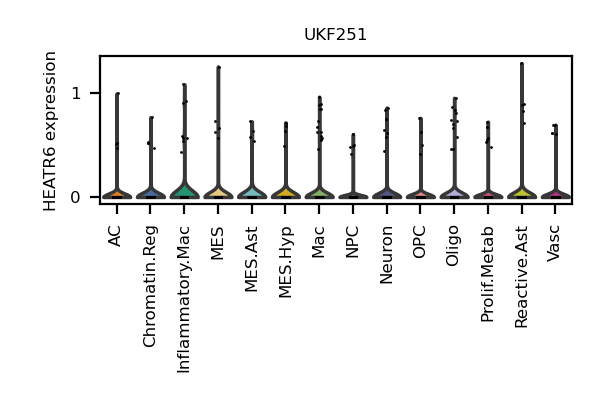 UKF251
HEATR6 expression
1
0
AC
Chromatin.Reg
Inflammatory.Mac
MES
MES.Ast
MES.Hyp
Mac
NPC
Neuron
OPC
Oligo
Prolif.Metab
Reactive.Ast
Vasc